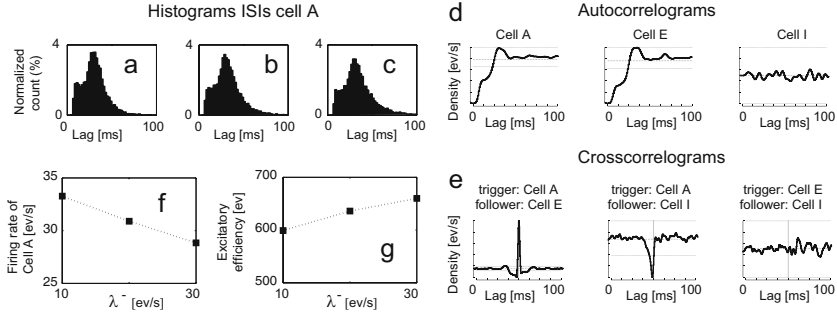 Histograms ISIs cell A
Normalized
count (%)
4
0
a
0
100
Lag [ms]
4
0
b
0
100
Lag [ms]
4
0
c
0
100
Lag [ms]
Firing rate of
Cell A [ev/s]
35
30
25
f
10
20
30
λ⁻ [ev/s]
Excitatory
efficiency [ev]
700
600
500
g
10
20
30
λ⁻ [ev/s]
d
Autocorrelograms
Cell A
Cell E
Cell I
Density [ev/s]
0
100
Lag [ms]
0
100
Lag [ms]
0
100
Lag [ms]
Crosscorrelograms
e
trigger: Cell A
follower: Cell E
trigger: Cell A
follower: Cell I
trigger: Cell E
follower: Cell I
Density [ev/s]
0
100
Lag [ms]
0
100
Lag [ms]
0
100
Lag [ms]